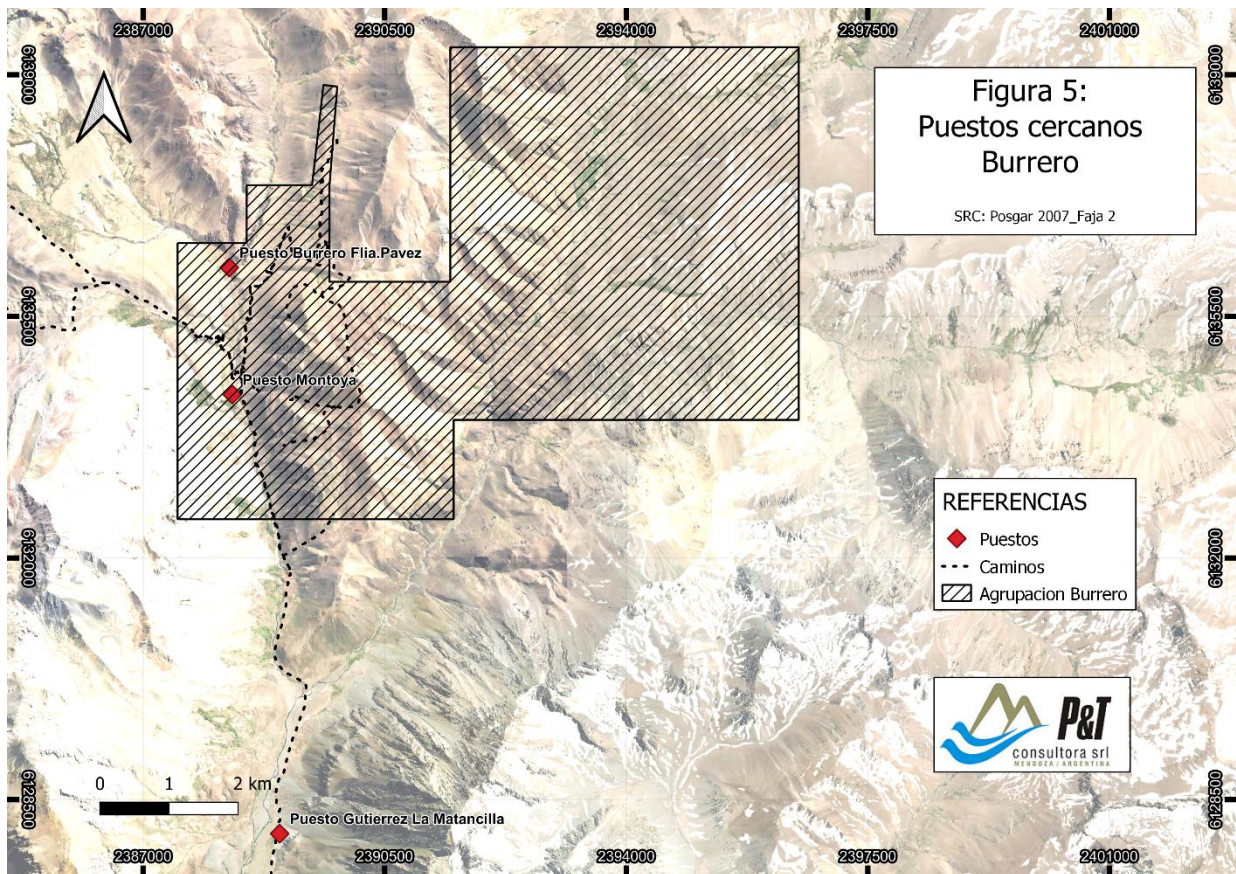 2387000
2390500
2394000
2397500
2401000
6139000
6139000
Figura 5:
Puestos cercanos
Burrero
SRC: Posgar 2007_Faja 2
Puesto Burrero Flia.Pavez
6135500
6135500
Puesto Montoya
REFERENCIAS
Puestos
Caminos
Agrupacion Burrero
6132000
6132000
P&T
consultora srl
MENDOZA / ARGENTINA
0 1 2 km
6128500
6128500
Puesto Gutierrez La Matancilla
2387000
2390500
2394000
2397500
2401000